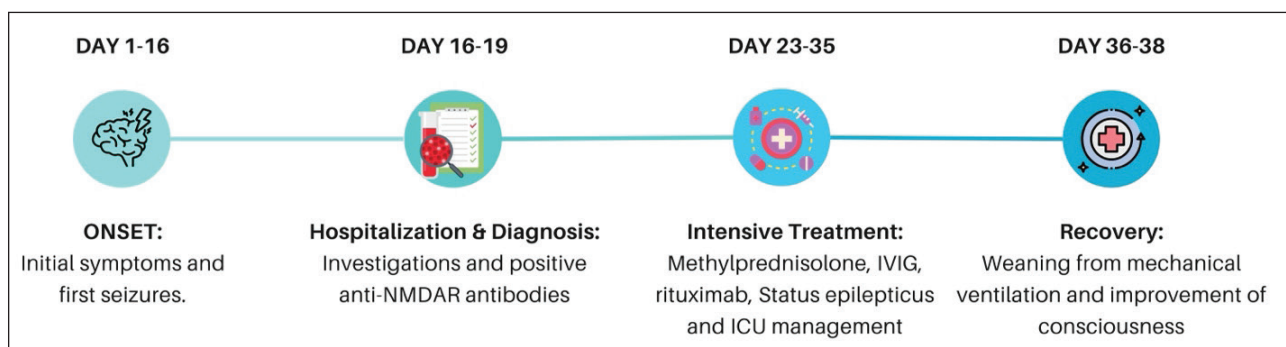 DAY 1-16
DAY 16-19
DAY 23-35
DAY 36-38
ONSET:
Initial symptoms and
first seizures.
Hospitalization & Diagnosis:
Investigations and positive
anti-NMDAR antibodies
Intensive Treatment:
Methylprednisolone, IVIG,
rituximab, Status epilepticus
and ICU management
Recovery:
Weaning from mechanical
ventilation and improvement of
consciousness